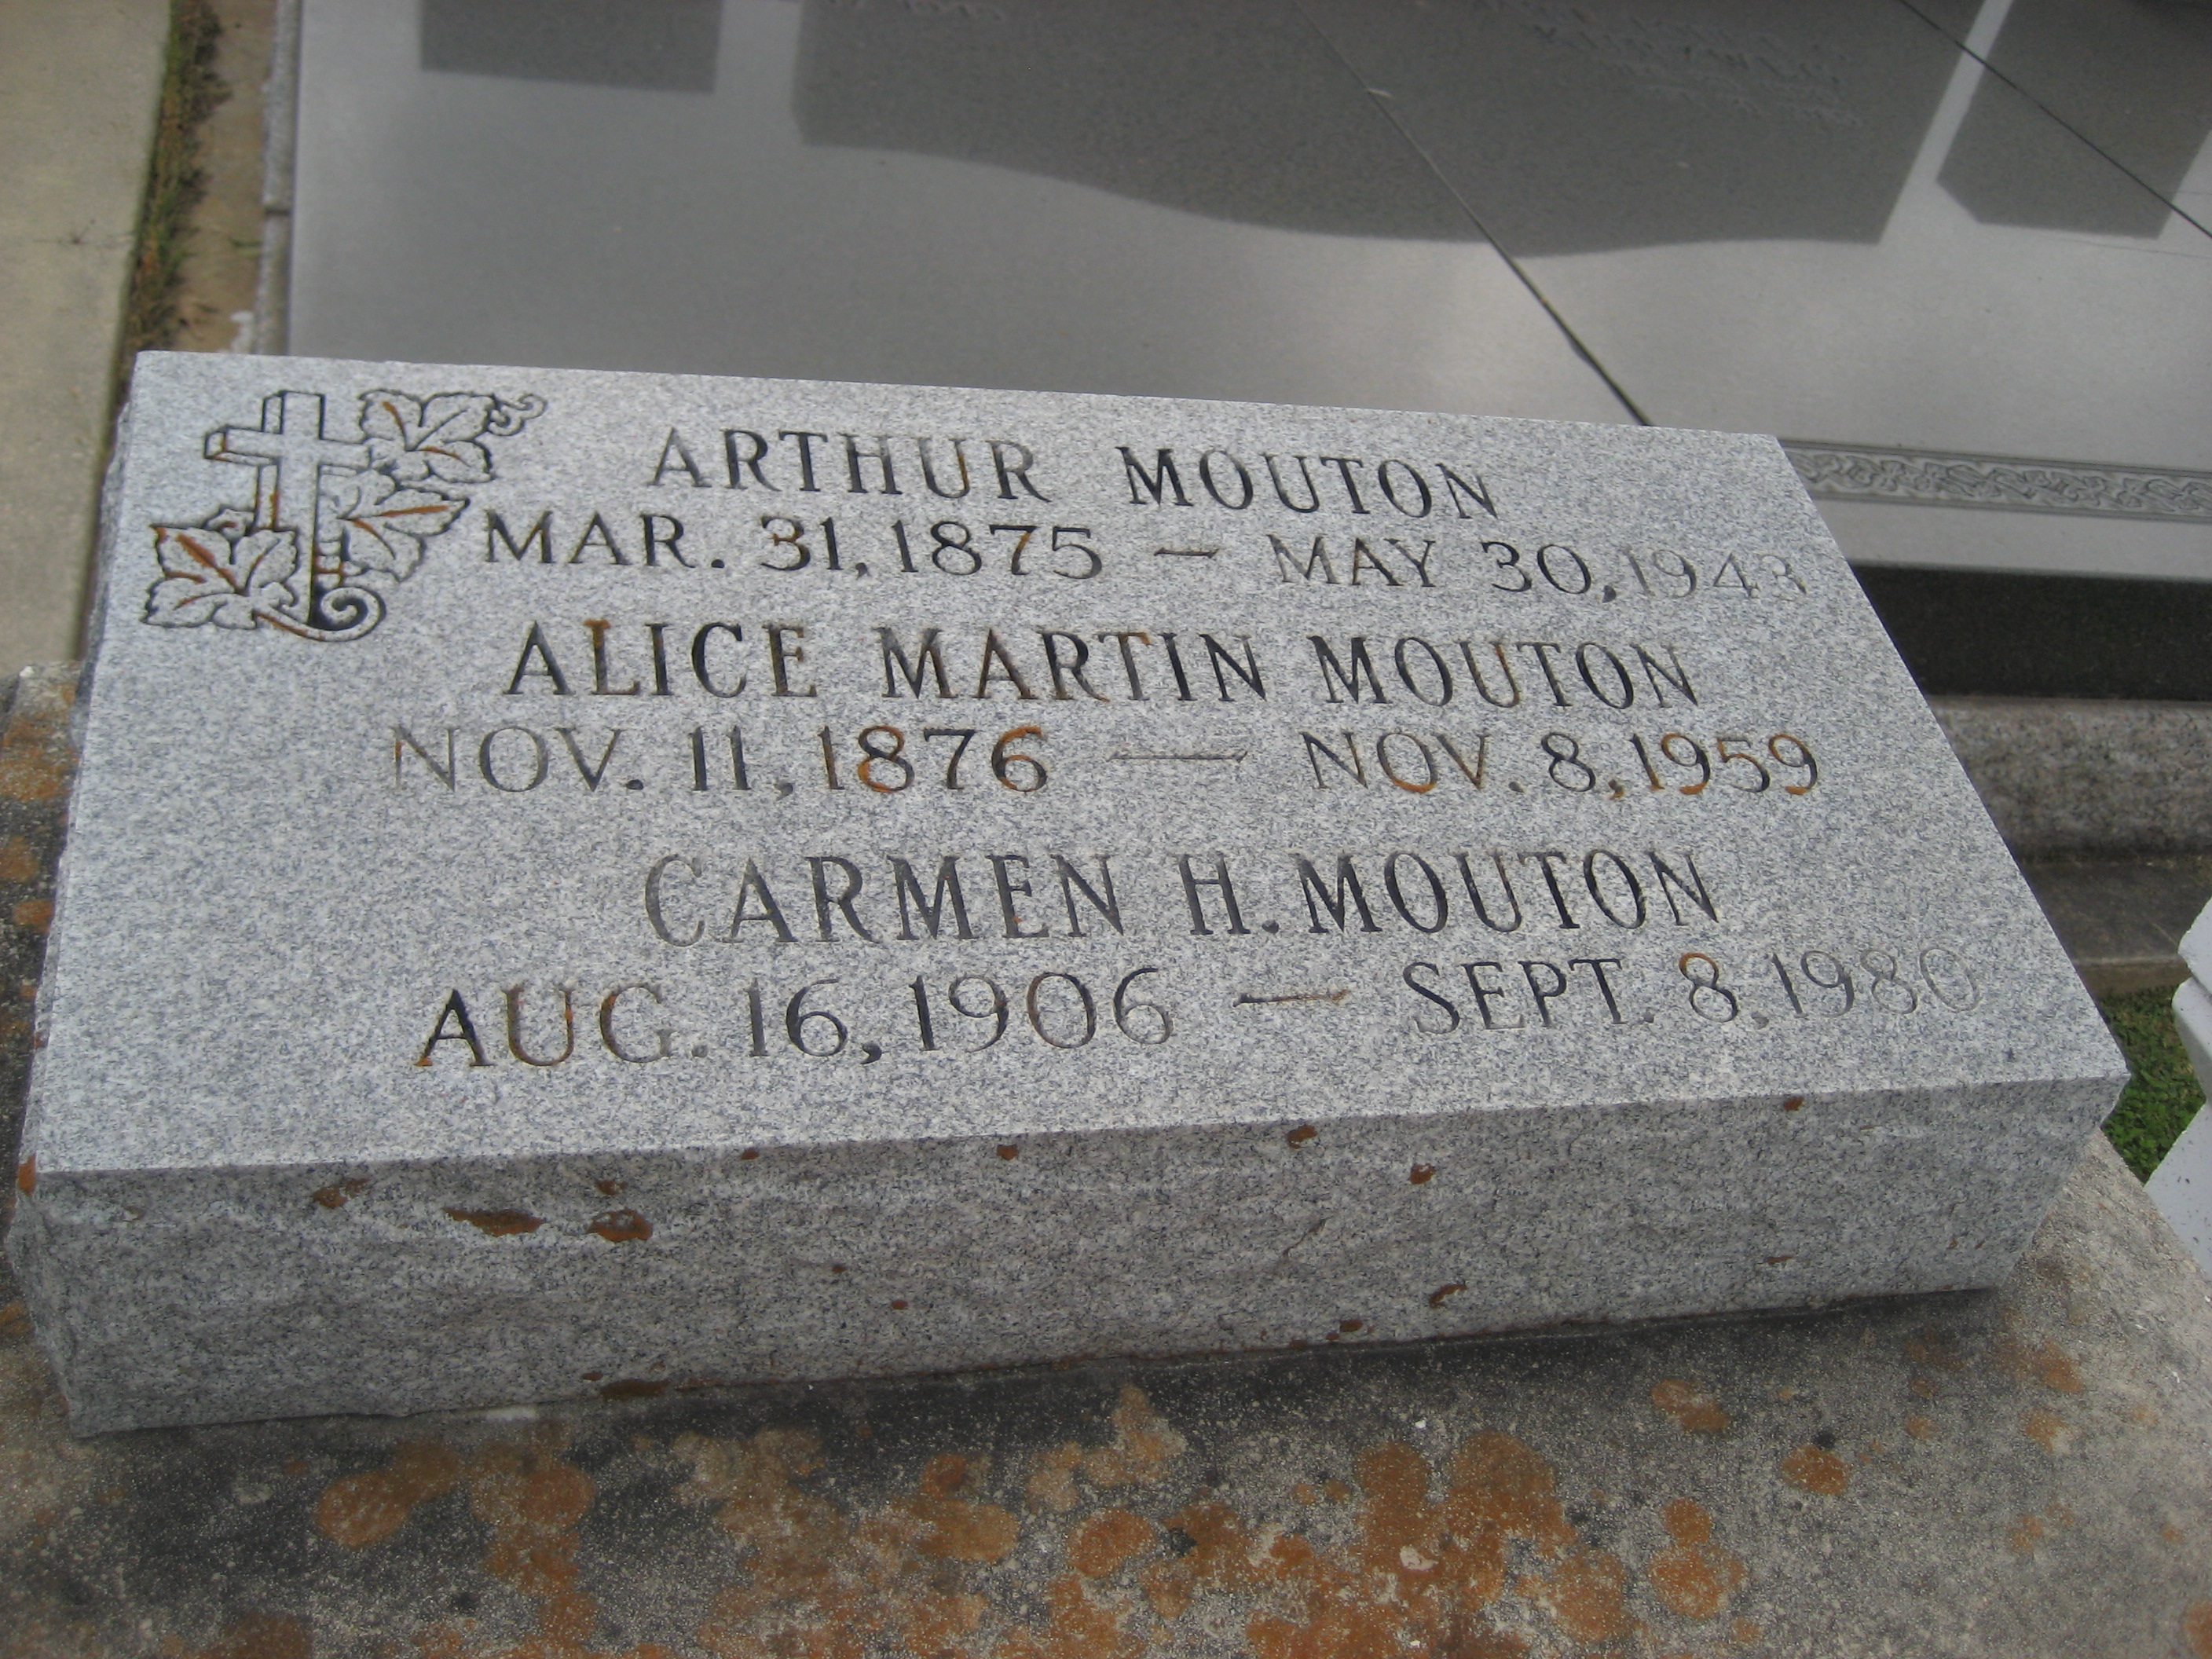 ARTHUR MOUTON
MAR. 31, 1875 — MAY 30, 1943
ALICE MARTIN MOUTON
NOV. 11, 1876 — NOV. 8, 1959
CARMEN H. MOUTON
AUG. 16, 1906 — SEPT. 8, 1980